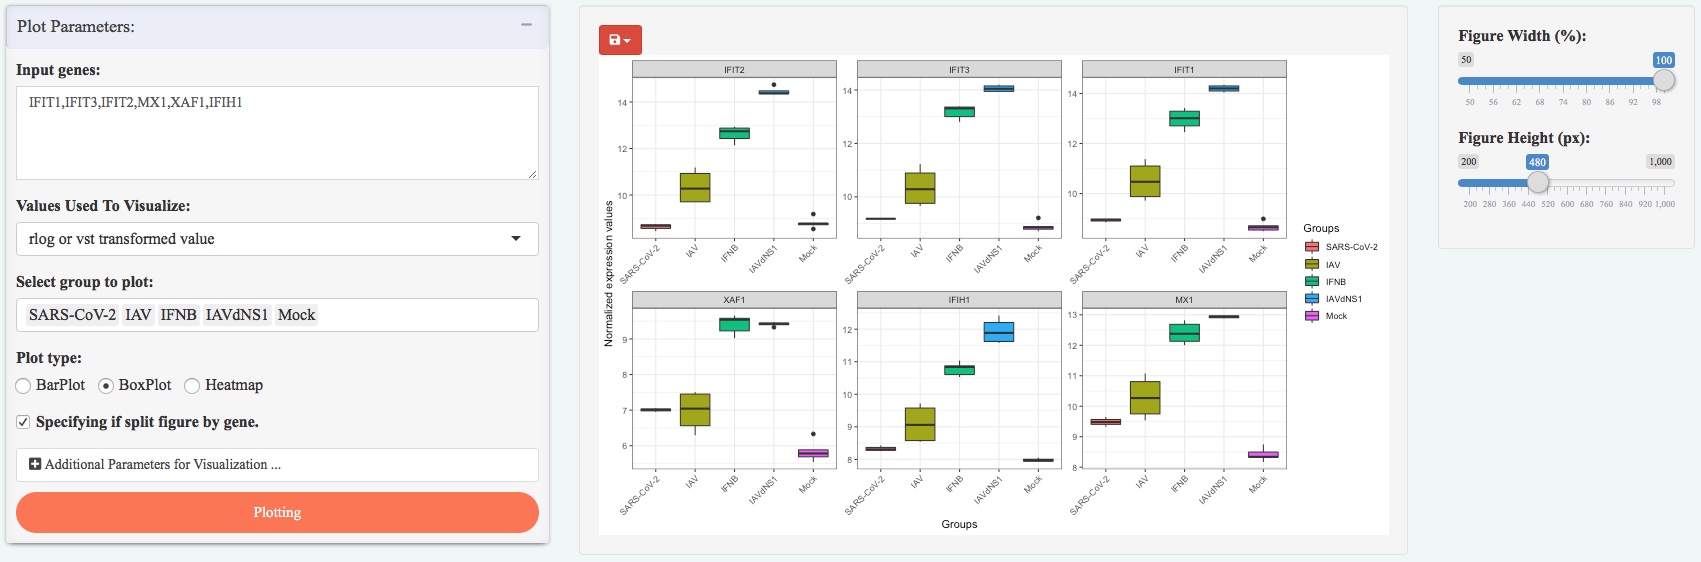 Plot Parameters:
Input genes:
IFIT1,IFIT3,IFIT2,MX1,XAF1,IFIH1
Values Used To Visualize:
rlog or vst transformed value
Select group to plot:
SARS-CoV-2 IAV IFNB IAVdNS1 Mock
Plot type:
BarPlot BoxPlot Heatmap
Specifying if split figure by gene.
Additional Parameters for Visualization ...
Plotting
Normalized expression values
IFIT2
14
12
10
SARS-CoV-2 IAV IFNB IAVdNS1 Mock
IFIT3
14
12
10
SARS-CoV-2 IAV IFNB IAVdNS1 Mock
IFIT1
14
12
10
SARS-CoV-2 IAV IFNB IAVdNS1 Mock
XAF1
9
8
7
6
SARS-CoV-2 IAV IFNB IAVdNS1 Mock
IFIH1
12
11
10
9
8
SARS-CoV-2 IAV IFNB IAVdNS1 Mock
MX1
13
12
11
10
9
8
SARS-CoV-2 IAV IFNB IAVdNS1 Mock
Groups
Groups
SARS-CoV-2
IAV
IFNB
IAVdNS1
Mock
Figure Width (%):
50 100
50 56 62 68 74 80 86 92 98
Figure Height (px):
200 480 1,000
200 280 360 440 520 600 680 760 840 920 1,000